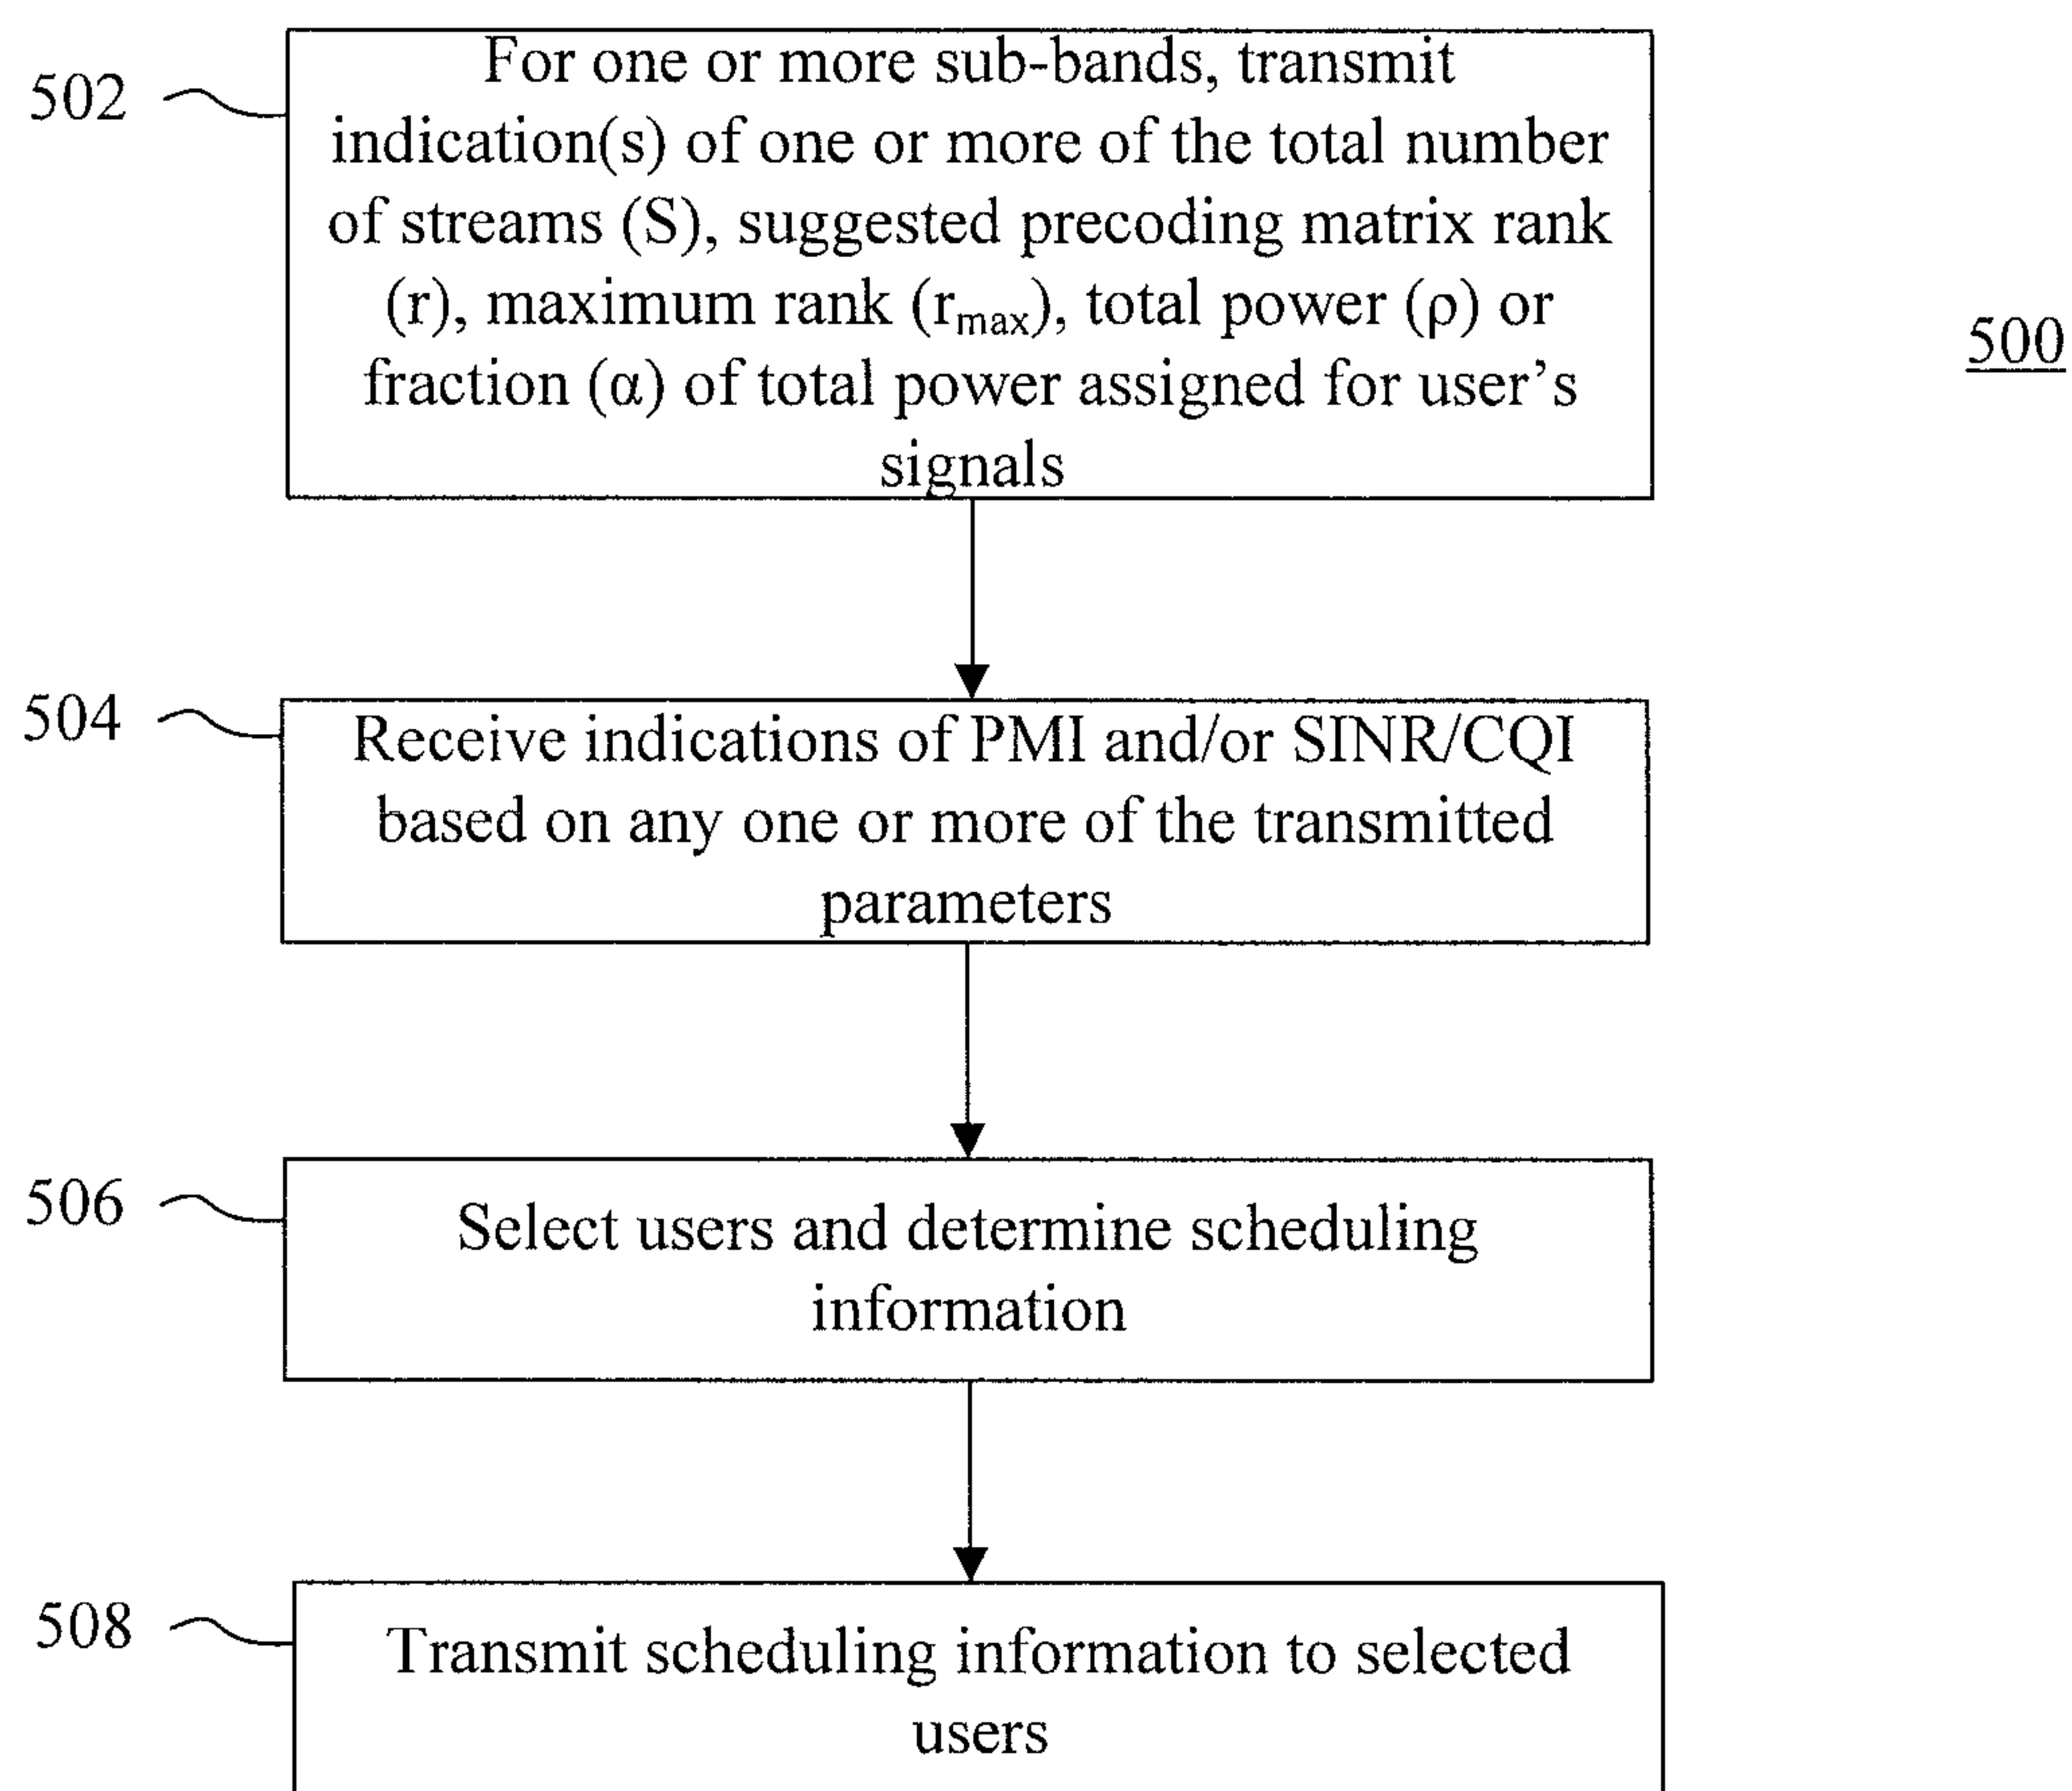 502
For one or more sub-bands, transmit
indication(s) of one or more of the total number
of streams (S), suggested precoding matrix rank
(r), maximum rank (rmax), total power (ρ) or
fraction (α) of total power assigned for user’s
signals
500
504
Receive indications of PMI and/or SINR/CQI
based on any one or more of the transmitted
parameters
506
Select users and determine scheduling
information
508
Transmit scheduling information to selected
users